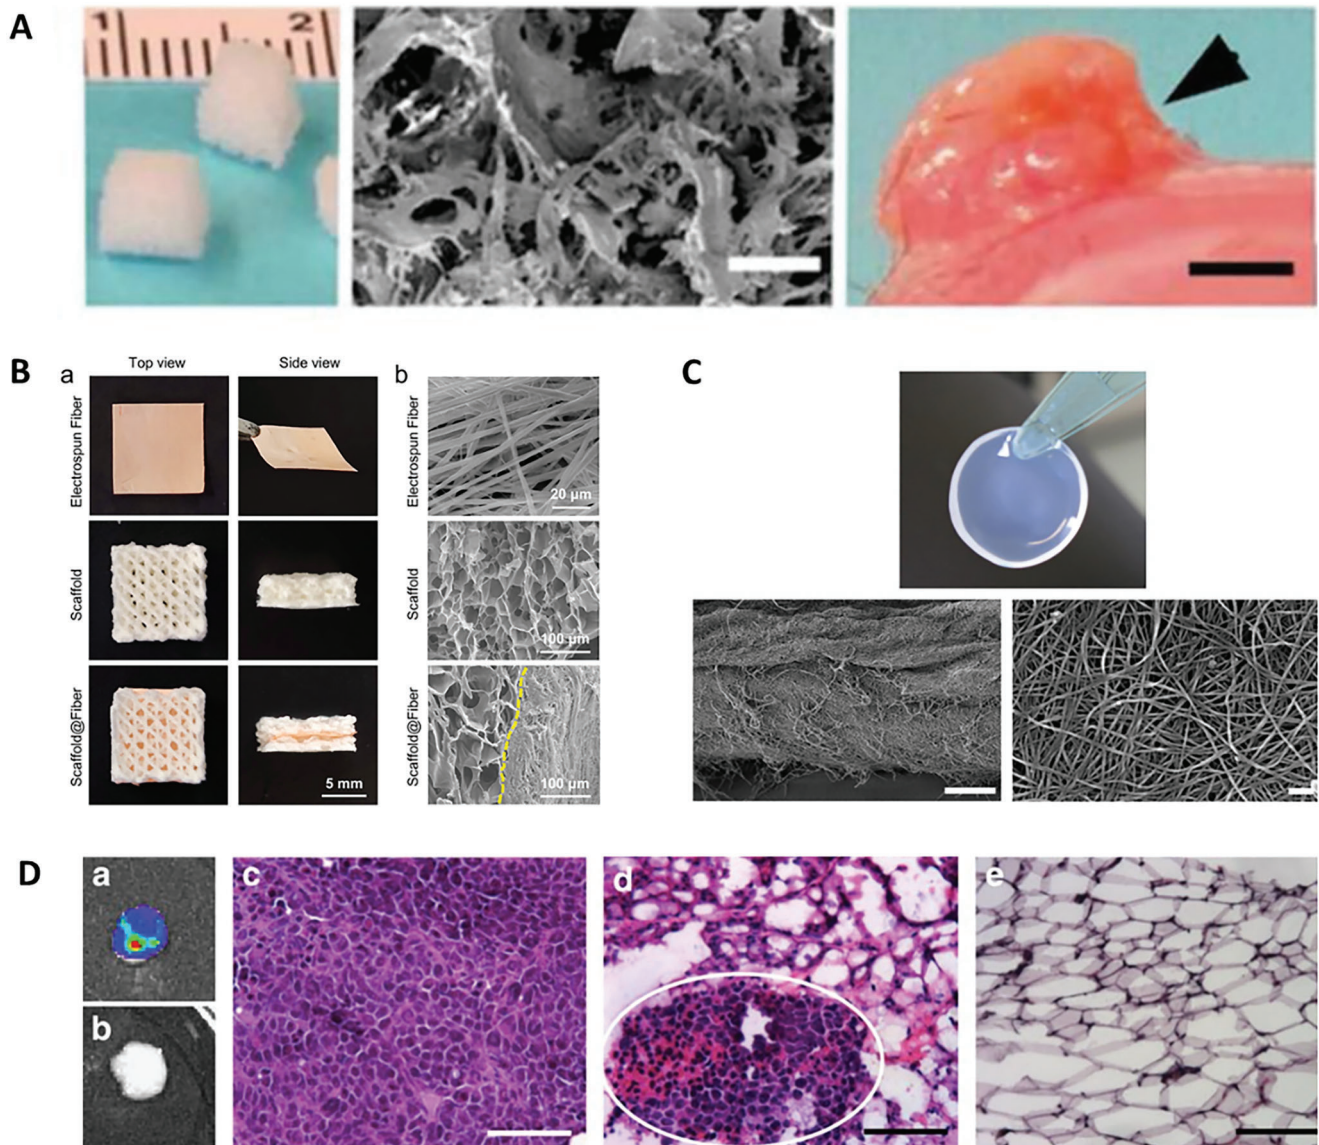 A
1 2
B
a
Top view
Side view
b
Electrospun Fiber
Electrospun Fiber
20 µm
Scaffold
Scaffold
100 µm
Scaffold@Fiber
5 mm
Scaffold@Fiber
100 µm
C
D
a
b
c
d
e